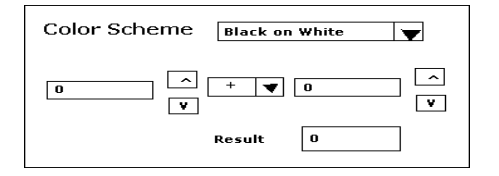 Color Scheme Black on White
0 ^ + 0 ^
v v
Result 0